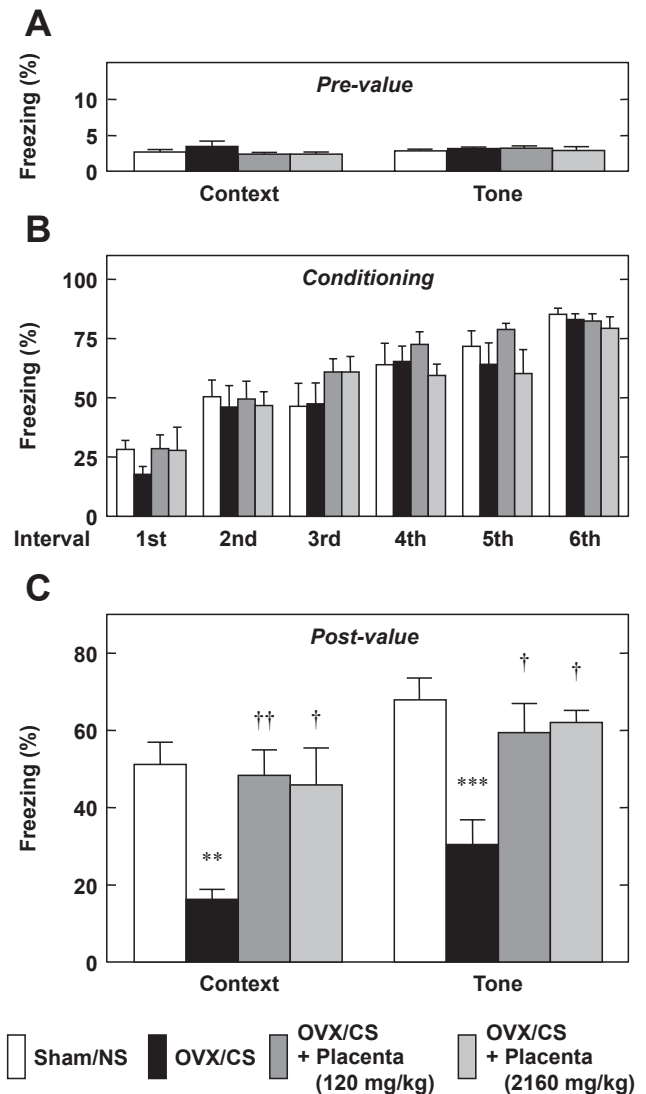 A
Pre-value
Freezing (%)
10
5
0
Context Tone
B
Conditioning
Freezing (%)
100
75
50
25
0
Interval 1st 2nd 3rd 4th 5th 6th
C
Post-value
Freezing (%)
80
60
40
20
0
** †† † *** † †
Context Tone
Sham/NS
OVX/CS
OVX/CS
+ Placenta
(120 mg/kg)
OVX/CS
+ Placenta
(2160 mg/kg)